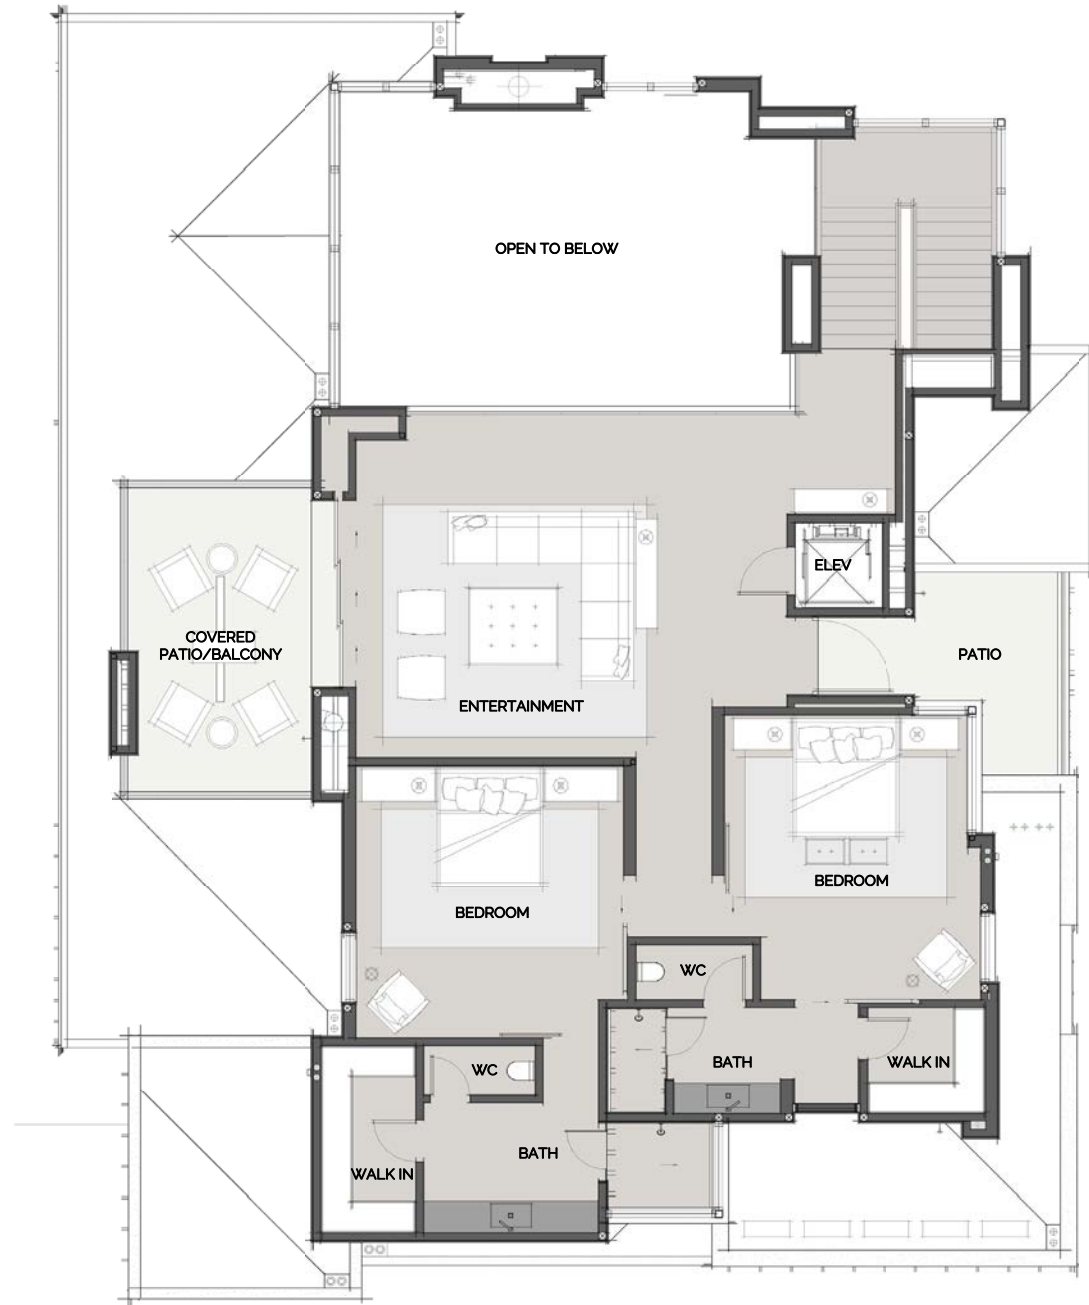 OPEN TO BELOW
ELEV
COVERED
PATIO/BALCONY
PATIO
ENTERTAINMENT
BEDROOM
BEDROOM
WC
BATH
WALK IN
WC
BATH
WALK IN